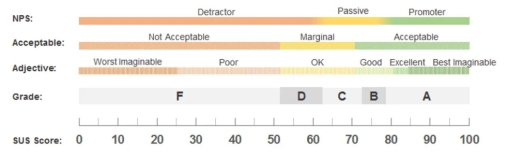 NPS: Detractor Passive Promoter
Acceptable: Not Acceptable Marginal Acceptable
Adjective: Worst Imaginable Poor OK Good Excellent Best Imaginable
Grade: F D C B A
SUS Score: 0 10 20 30 40 50 60 70 80 90 100